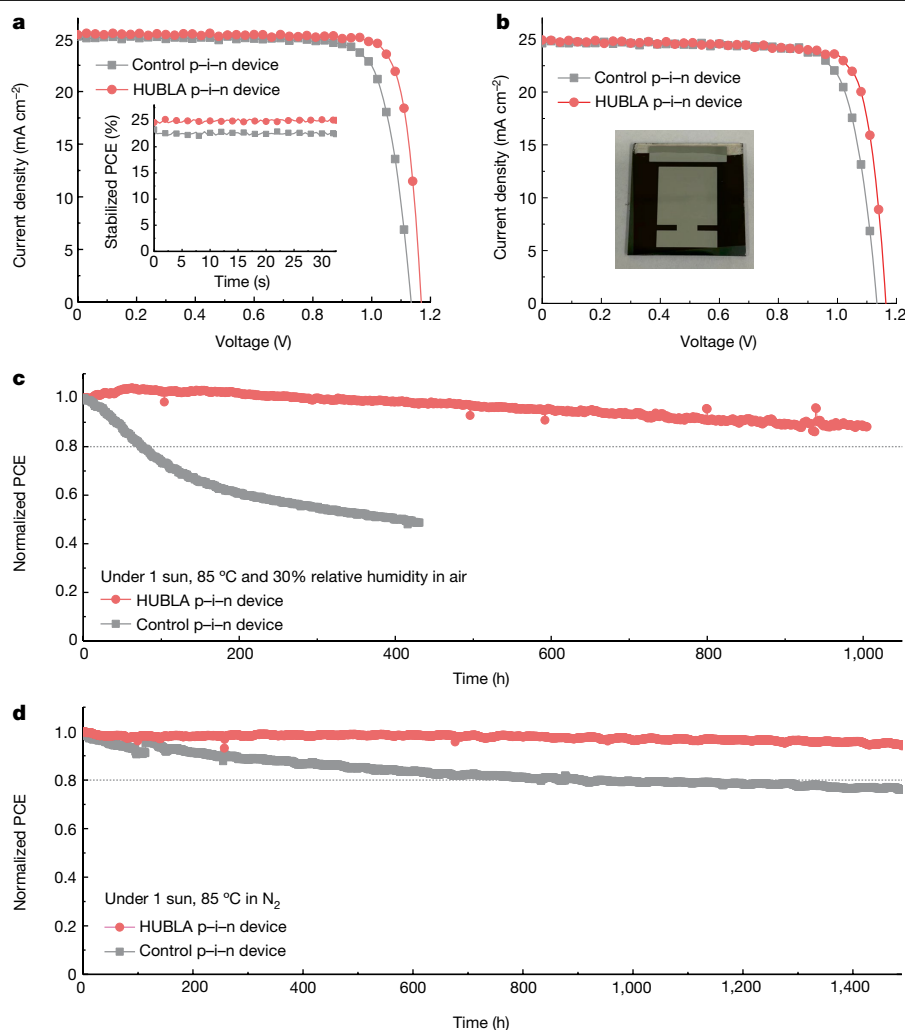 a
25
20
15
10
5
0
Current density (mA cm⁻²)
Control p–i–n device
HUBLA p–i–n device
Stabilized PCE (%)
25
20
15
10
5
0
0 5 10 15 20 25 30
Time (s)
0 0.2 0.4 0.6 0.8 1.0 1.2
Voltage (V)
b
25
20
15
10
5
0
Current density (mA cm⁻²)
Control p–i–n device
HUBLA p–i–n device
0 0.2 0.4 0.6 0.8 1.0 1.2
Voltage (V)
c
1.0
0.8
0.6
0.4
0.2
0
Normalized PCE
Under 1 sun, 85 ºC and 30% relative humidity in air
HUBLA p–i–n device
Control p–i–n device
0 200 400 600 800 1,000
Time (h)
d
1.0
0.8
0.6
0.4
0.2
0
Normalized PCE
Under 1 sun, 85 ºC in N₂
HUBLA p–i–n device
Control p–i–n device
0 200 400 600 800 1,000 1,200 1,400
Time (h)